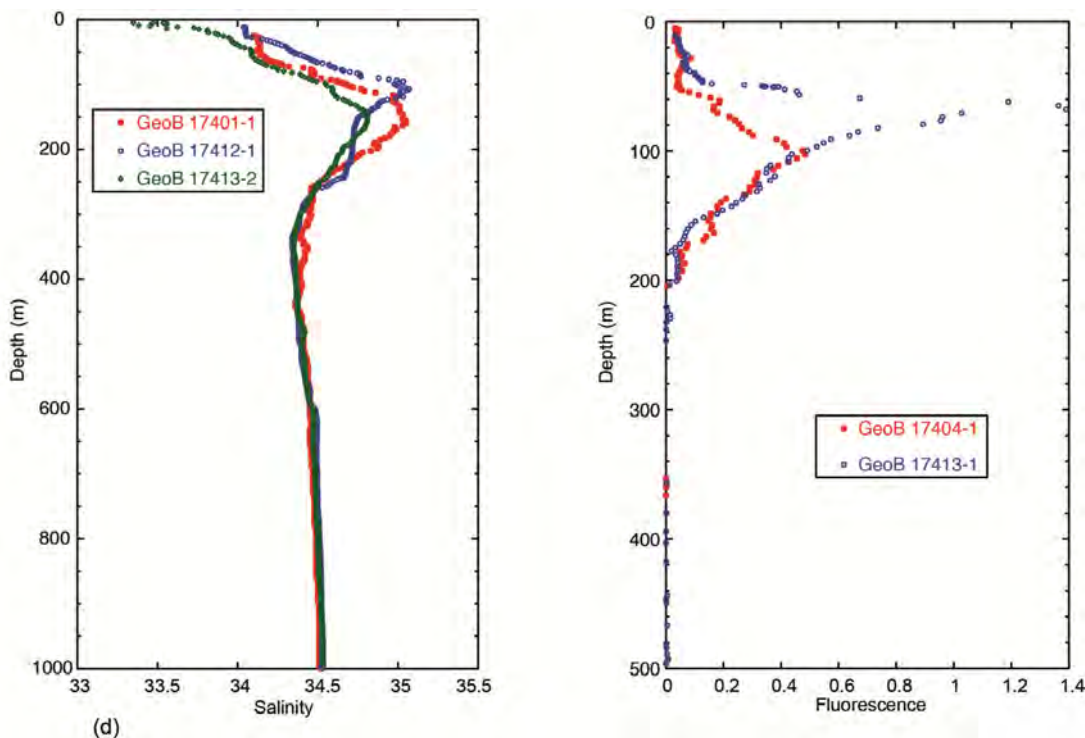 0
200
400
600
800
1000
Depth (m)
33
33.5
34
34.5
35
35.5
Salinity
GeoB 17401-1
GeoB 17412-1
GeoB 17413-2
(d)
0
100
200
300
400
500
Depth (m)
0
0.2
0.4
0.6
0.8
1
1.2
1.4
Fluorescence
GeoB 17404-1
GeoB 17413-1